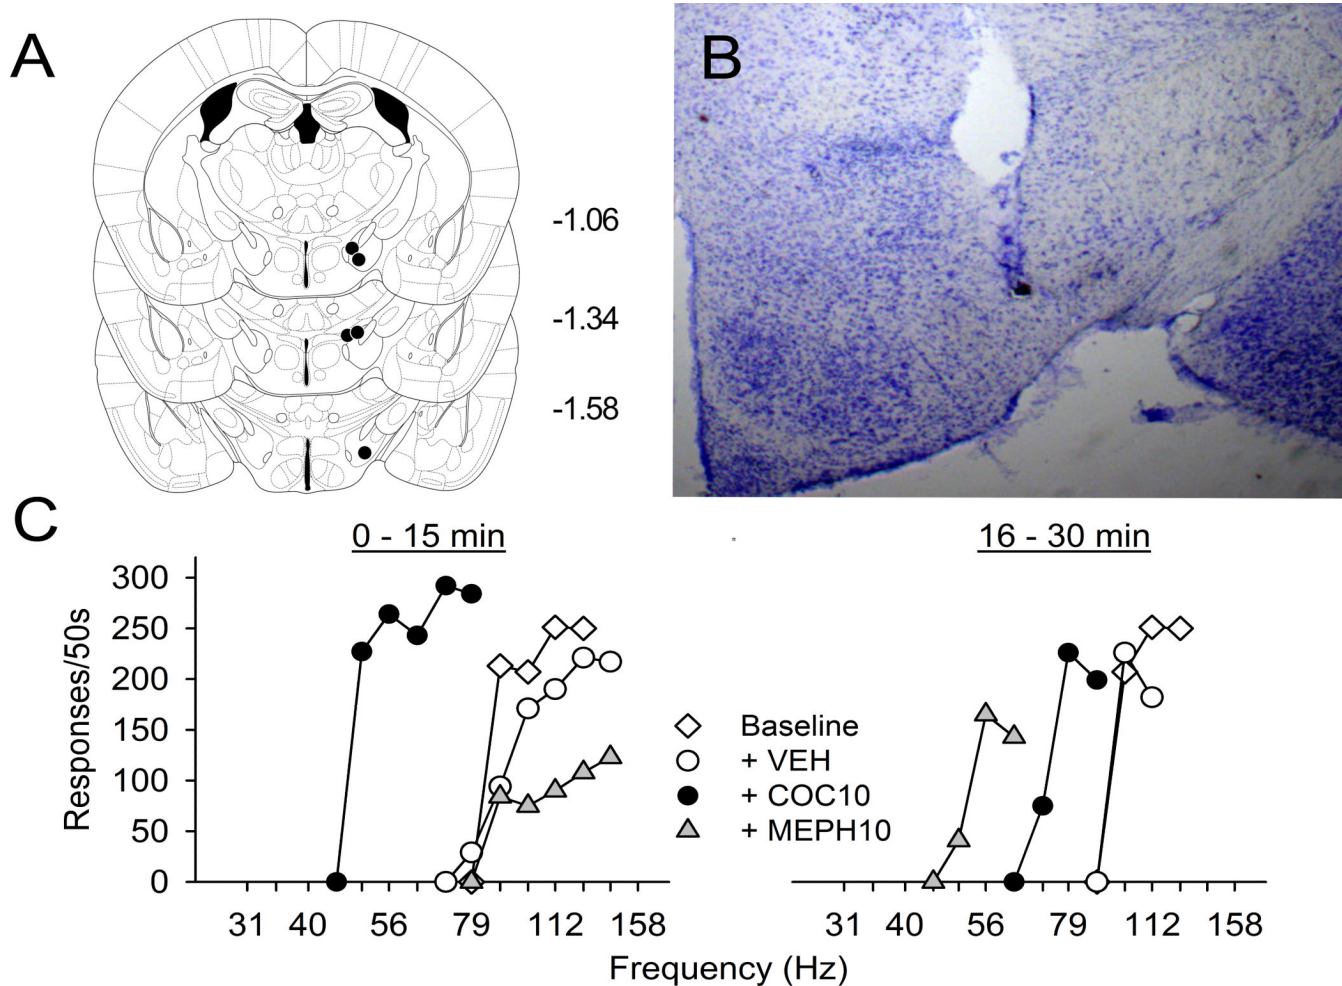 A
B
-1.06
-1.34
-1.58
C
0 - 15 min
16 - 30 min
Responses/50s
300
250
200
150
100
50
0
Baseline
+ VEH
+ COC10
+ MEPH10
31 40 56 79 112 158
31 40 56 79 112 158
Frequency (Hz)